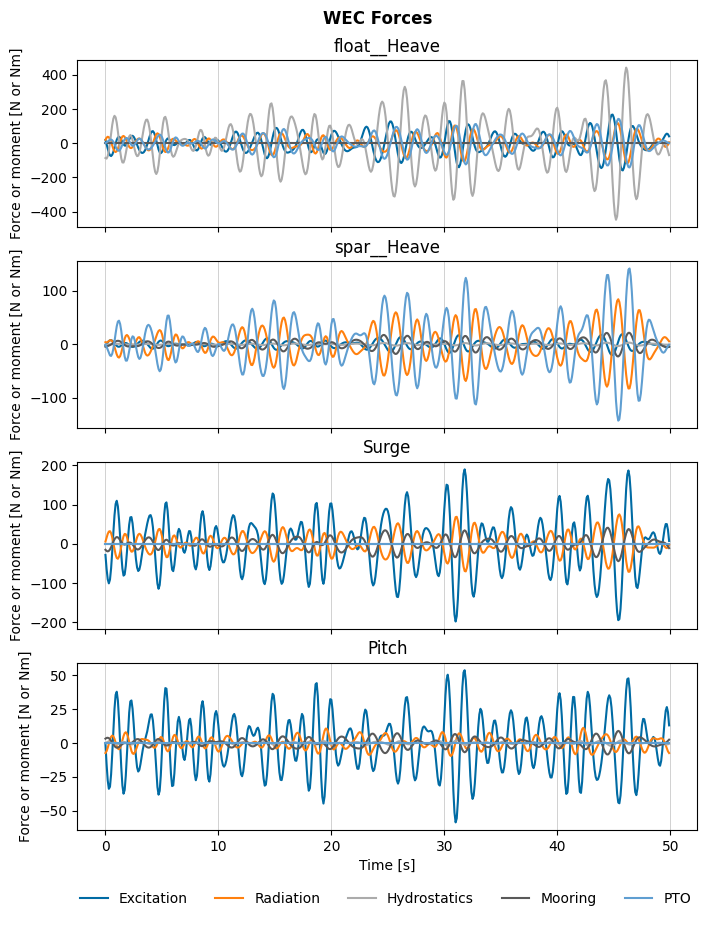 WEC Forces
float__Heave
Force or moment [N or Nm]
400
200
0
−200
−400
spar__Heave
Force or moment [N or Nm]
100
0
−100
Surge
Force or moment [N or Nm]
200
100
0
−100
−200
Pitch
Force or moment [N or Nm]
50
25
0
−25
−50
0 10 20 30 40 50
Time [s]
Excitation Radiation Hydrostatics Mooring PTO